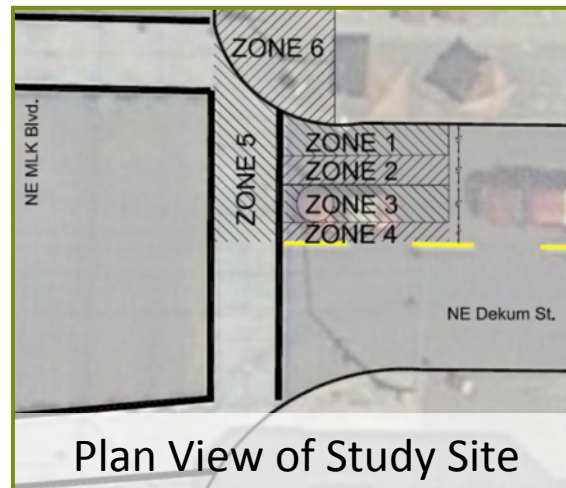 ZONE 6
NE MLK Blvd.
ZONE 5
ZONE 1
ZONE 2
ZONE 3
ZONE 4
NE Dekum St.
Plan View of Study Site